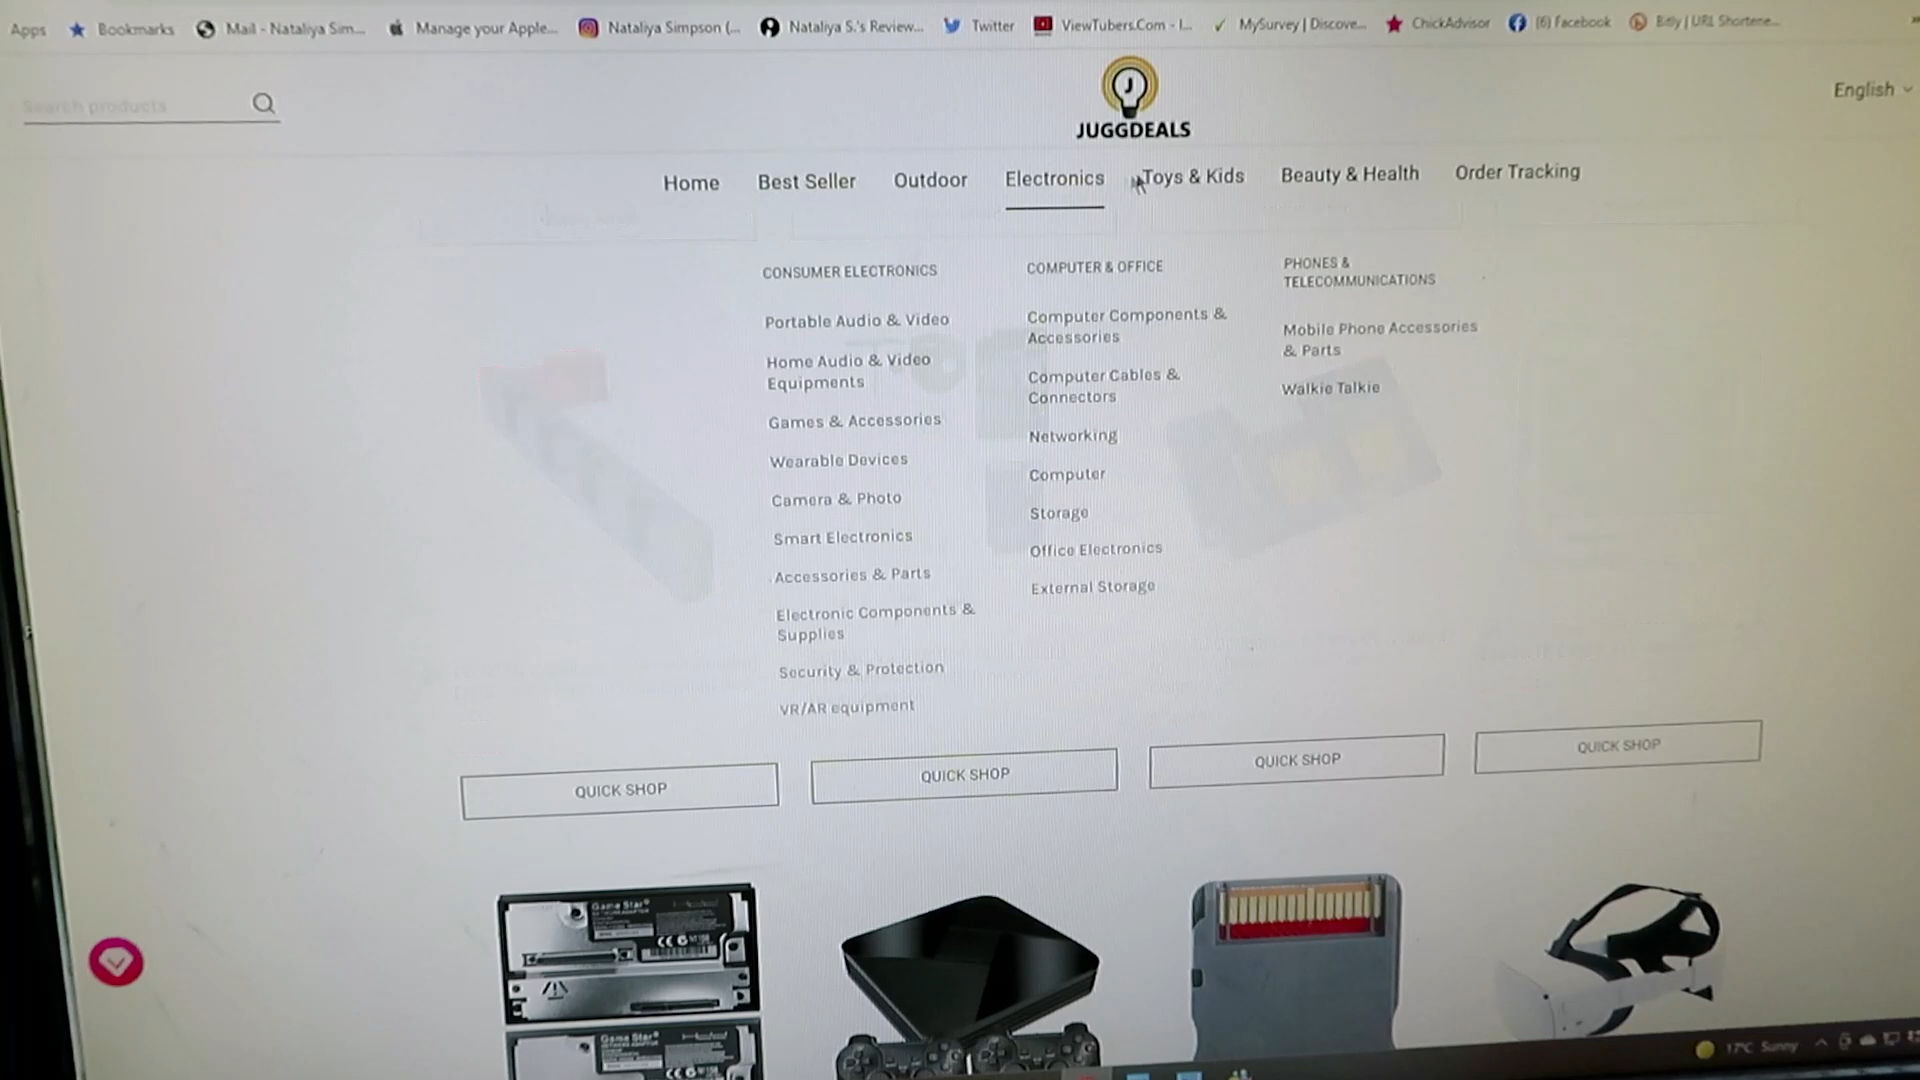 Apps Bookmarks Mail - Nataliya Sim... Manage your Apple... Nataliya Simpson (... Nataliya S.'s Review... Twitter ViewTubers.Com - I... MySurvey | Discove... ChickAdvisor (6) Facebook Bitly | URL Shortene...
Search products
J
JUGGDEALS
English
Home Best Seller Outdoor Electronics Toys & Kids Beauty & Health Order Tracking
CONSUMER ELECTRONICS
Portable Audio & Video
Home Audio & Video
Equipments
Games & Accessories
Wearable Devices
Camera & Photo
Smart Electronics
Accessories & Parts
Electronic Components &
Supplies
Security & Protection
VR/AR equipment
COMPUTER & OFFICE
Computer Components &
Accessories
Computer Cables &
Connectors
Networking
Computer
Storage
Office Electronics
External Storage
PHONES &
TELECOMMUNICATIONS
Mobile Phone Accessories
& Parts
Walkie Talkie
QUICK SHOP QUICK SHOP QUICK SHOP QUICK SHOP
Game Star
Game Star
17°C Sunny